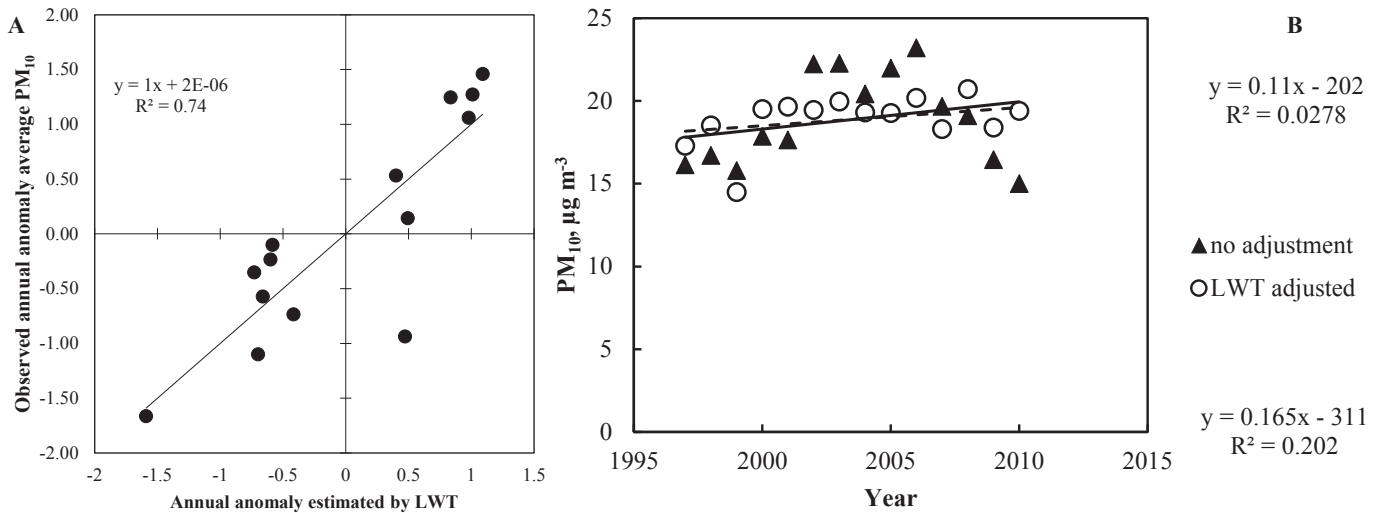 A
2.00
1.50
1.00
0.50
0.00
-0.50
-1.00
-1.50
-2.00
Observed annual anomaly average PM₁₀
y = 1x + 2E-06
R² = 0.74
-2 -1.5 -1 -0.5 0 0.5 1 1.5
Annual anomaly estimated by LWT
B
25
20
15
10
5
0
PM₁₀, µg m⁻³
1995 2000 2005 2010 2015
Year
y = 0.11x - 202
R² = 0.0278
no adjustment
LWT adjusted
y = 0.165x - 311
R² = 0.202